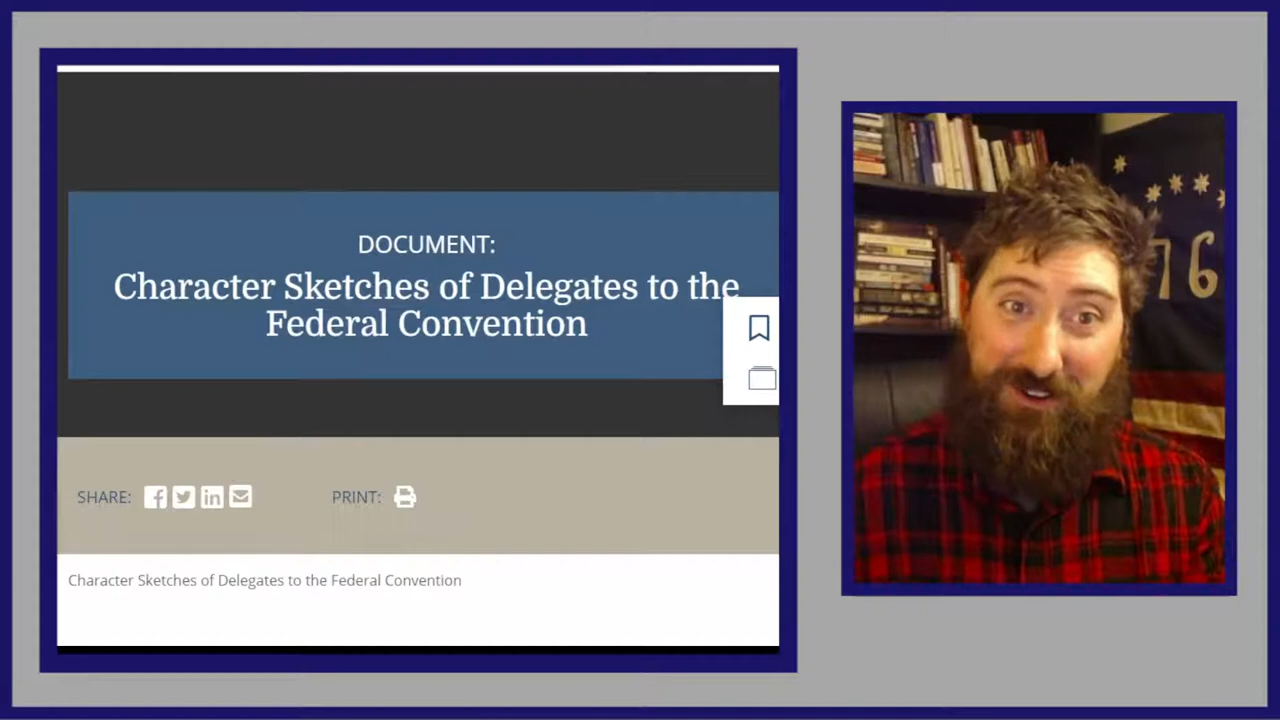 DOCUMENT:
Character Sketches of Delegates to the
Federal Convention
SHARE:
PRINT:
Character Sketches of Delegates to the Federal Convention
76